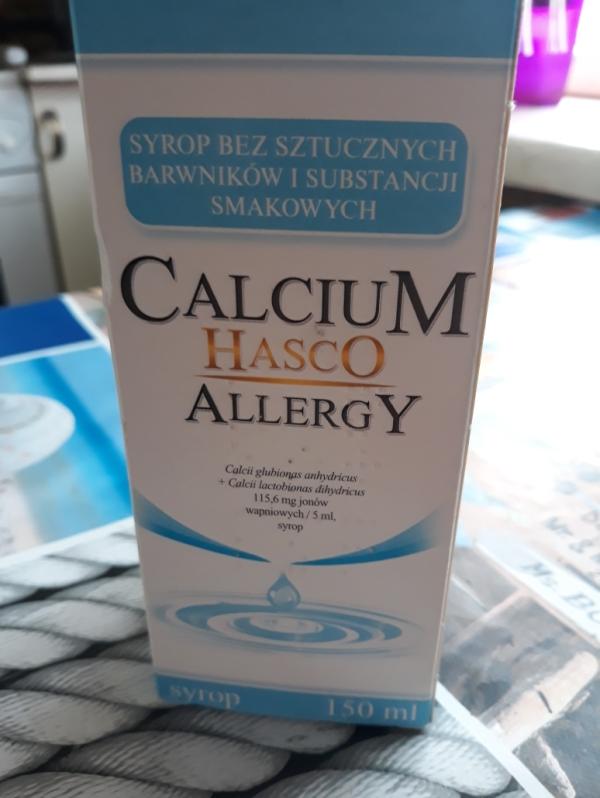 SYROP BEZ SZTUCZNYCH
BARWNIKÓW I SUBSTANCJI
SMAKOWYCH
CALCIUM
HASCO
ALLERGY
Calcii glubionas anhydricus
+ Calcii lactobionas dihydricus
115,6 mg jonów
wapniowych / 5 ml,
syrop
syrop 150 ml